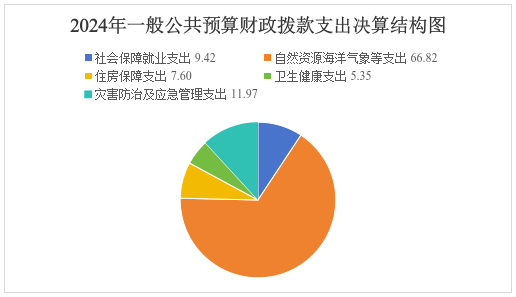 2024年一般公共预算财政拨款支出决算结构图
社会保障就业支出 9.42 自然资源海洋气象等支出 66.82
住房保障支出 7.60 卫生健康支出 5.35
灾害防治及应急管理支出 11.97